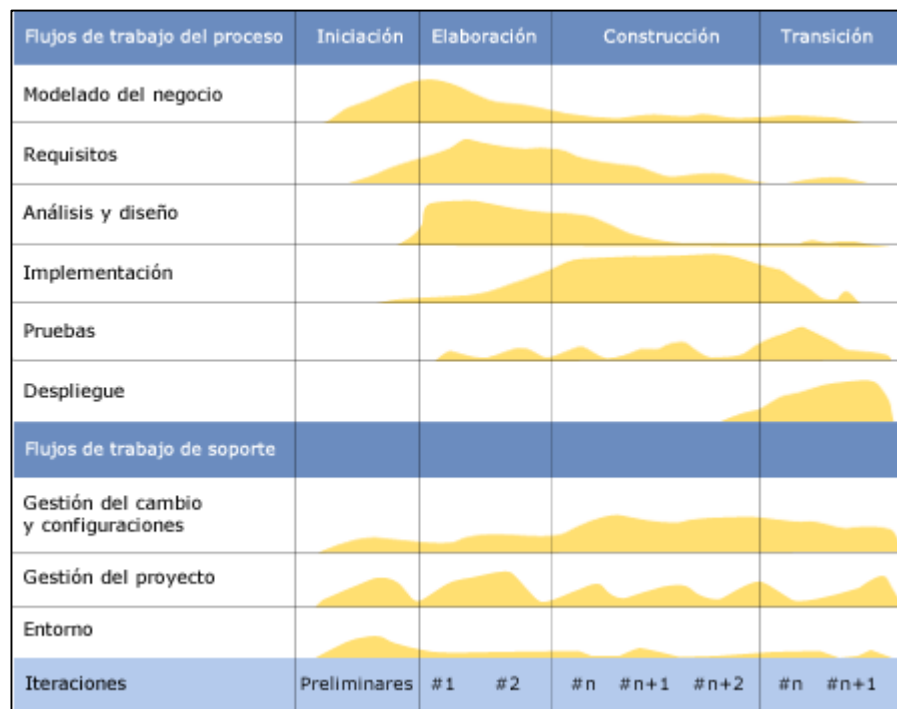 Flujos de trabajo del proceso Iniciación Elaboración Construcción Transición
Modelado del negocio
Requisitos
Análisis y diseño
Implementación
Pruebas
Despliegue
Flujos de trabajo de soporte
Gestión del cambio
y configuraciones
Gestión del proyecto
Entorno
Iteraciones Preliminares #1 #2 #n #n+1 #n+2 #n #n+1